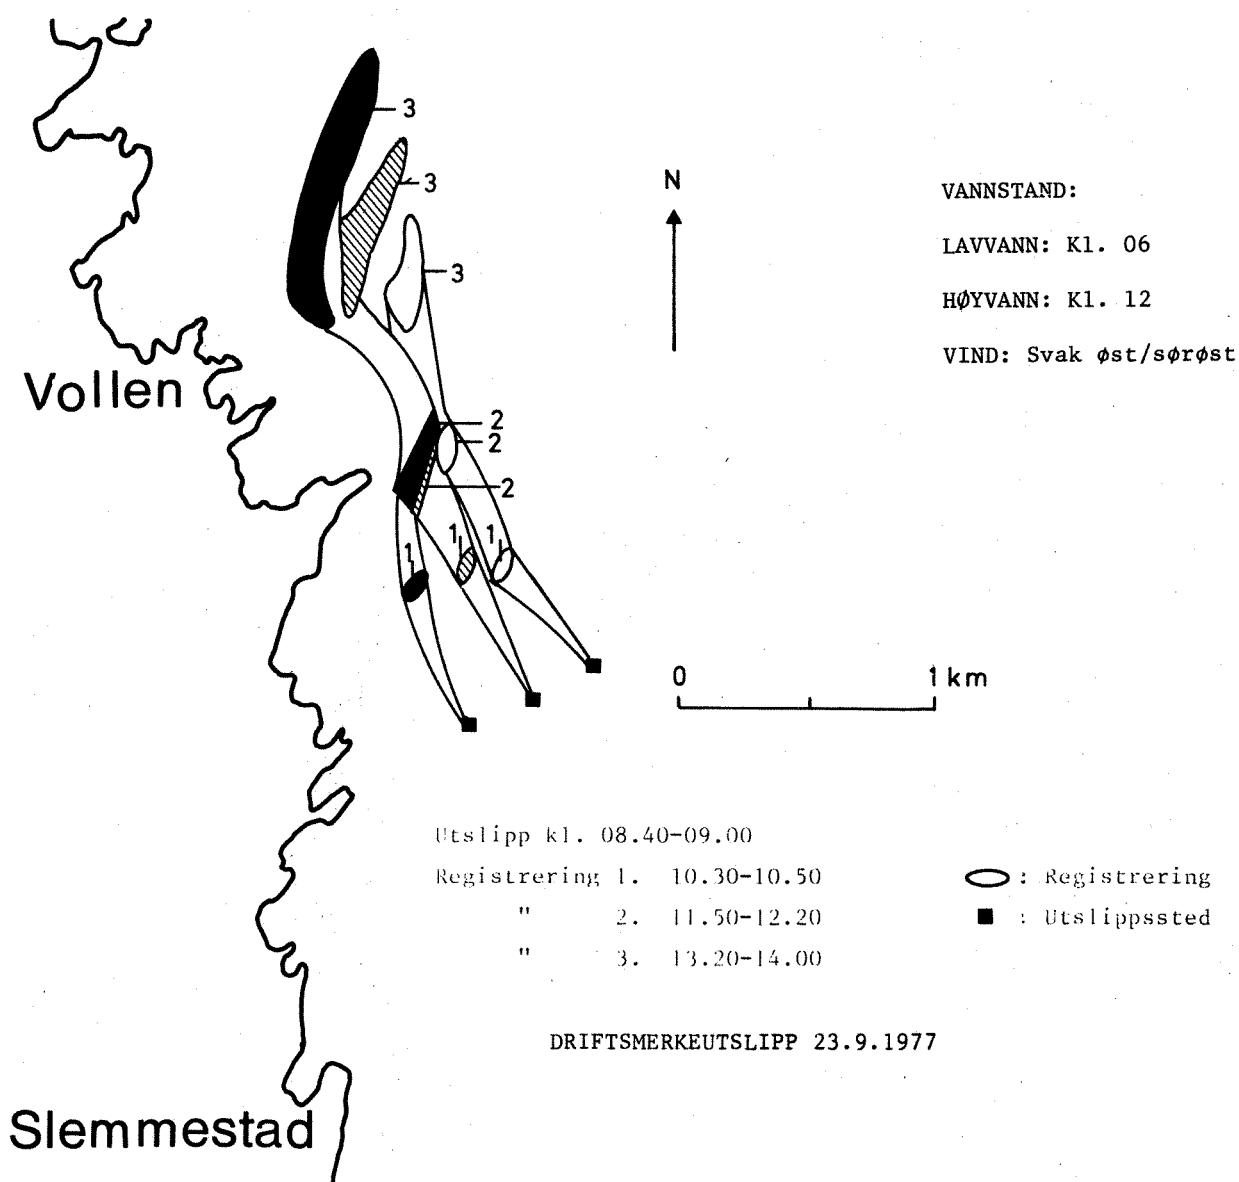 3
3
N
VANNSTAND:
LAVVANN: Kl. 06
3
HØYVANN: Kl. 12
VIND: Svak øst/sørøst
Vollen
2
2
2
1
1
1
0 1 km
Utslipp kl. 08.40-09.00
Registrering 1. 10.30-10.50
" 2. 11.50-12.20
" 3. 13.20-14.00
: Registrering
: Utslippssted
DRIFTSMERKEUTSLIPP 23.9.1977
Slemmestad